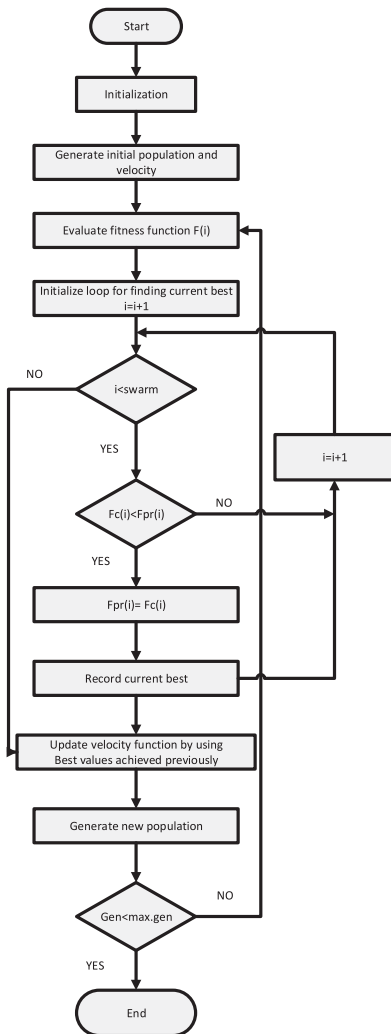 Start
Initialization
Generate initial population and
velocity
Evaluate fitness function F(i)
Initialize loop for finding current best
i=i+1
NO
i<swarm
YES
i=i+1
Fc(i)<Fpr(i)
NO
YES
Fpr(i)= Fc(i)
Record current best
Update velocity function by using
Best values achieved previously
Generate new population
NO
Gen<max.gen
YES
End